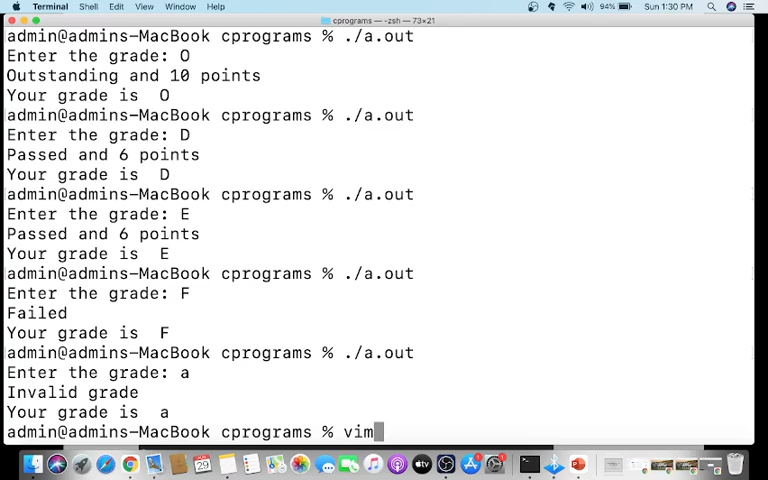 Terminal Shell Edit View Window Help 94% Sun 1:30 PM
cprograms — -zsh — 73×21
admin@admins-MacBook cprograms % ./a.out
Enter the grade: O
Outstanding and 10 points
Your grade is  O
admin@admins-MacBook cprograms % ./a.out
Enter the grade: D
Passed and 6 points
Your grade is  D
admin@admins-MacBook cprograms % ./a.out
Enter the grade: E
Passed and 6 points
Your grade is  E
admin@admins-MacBook cprograms % ./a.out
Enter the grade: F
Failed
Your grade is  F
admin@admins-MacBook cprograms % ./a.out
Enter the grade: a
Invalid grade
Your grade is  a
admin@admins-MacBook cprograms % vim
29
tv